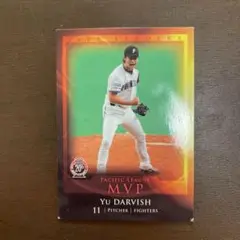 PACIFIC LEAGUE
MVP
YU DARVISH
11 | PITCHER | FIGHTERS